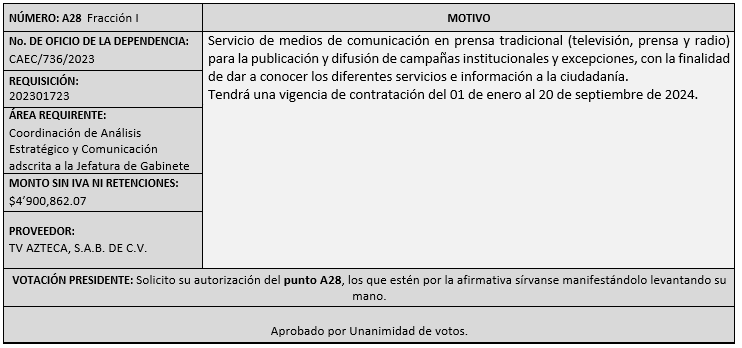 NÚMERO: A28 Fracción I
MOTIVO
No. DE OFICIO DE LA DEPENDENCIA:
CAEC/736/2023
REQUISICIÓN:
202301723
ÁREA REQUIRENTE:
Coordinación de Análisis
Estratégico y Comunicación
adscrita a la Jefatura de Gabinete
MONTO SIN IVA NI RETENCIONES:
$4’900,862.07
PROVEEDOR:
TV AZTECA, S.A.B. DE C.V.
Servicio de medios de comunicación en prensa tradicional (televisión, prensa y radio)
para la publicación y difusión de campañas institucionales y excepciones, con la finalidad
de dar a conocer los diferentes servicios e información a la ciudadanía.
Tendrá una vigencia de contratación del 01 de enero al 20 de septiembre de 2024.
VOTACIÓN PRESIDENTE: Solicito su autorización del punto A28, los que estén por la afirmativa sírvanse manifestándolo levantando su
mano.
Aprobado por Unanimidad de votos.